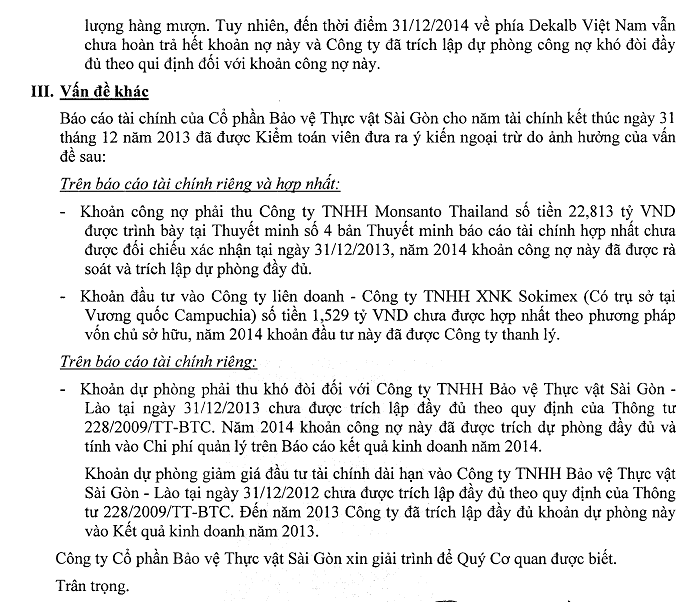 lượng hàng mượn. Tuy nhiên, đến thời điểm 31/12/2014 về phía Dekalb Việt Nam vẫn
chưa hoàn trả hết khoản nợ này và Công ty đã trích lập dự phòng công nợ khó đòi đầy
đủ theo qui định đối với khoản công nợ này.
III. Vấn đề khác
Báo cáo tài chính của Cổ phần Bảo vệ Thực vật Sài Gòn cho năm tài chính kết thúc ngày 31
tháng 12 năm 2013 đã được Kiểm toán viên đưa ra ý kiến ngoại trừ do ảnh hưởng của vấn
đề sau:
Trên báo cáo tài chính riêng và hợp nhất:
- Khoản công nợ phải thu Công ty TNHH Monsanto Thailand số tiền 22,813 tỷ VND
được trình bày tại Thuyết minh số 4 bản Thuyết minh báo cáo tài chính hợp nhất chưa
được đối chiếu xác nhận tại ngày 31/12/2013, năm 2014 khoản công nợ này đã được rà
soát và trích lập dự phòng đầy đủ.
- Khoản đầu tư vào Công ty liên doanh - Công ty TNHH XNK Sokimex (Có trụ sở tại
Vương quốc Campuchia) số tiền 1,529 tỷ VND chưa được hợp nhất theo phương pháp
vốn chủ sở hữu, năm 2014 khoản đầu tư này đã được Công ty thanh lý.
Trên báo cáo tài chính riêng:
- Khoản dự phòng phải thu khó đòi đối với Công ty TNHH Bảo vệ Thực vật Sài Gòn -
Lào tại ngày 31/12/2013 chưa được trích lập đầy đủ theo quy định của Thông tư
228/2009/TT-BTC. Năm 2014 khoản công nợ này đã được trích dự phòng đầy đủ và
tính vào Chi phí quản lý trên Báo cáo kết quả kinh doanh năm 2014.
Khoản dự phòng giảm giá đầu tư tài chính dài hạn vào Công ty TNHH Bảo vệ Thực vật
Sài Gòn - Lào tại ngày 31/12/2012 chưa được trích lập đầy đủ theo quy định của Thông
tư 228/2009/TT-BTC. Đến năm 2013 Công ty đã trích lập đầy đủ khoản dự phòng này
vào Kết quả kinh doanh năm 2013.
Công ty Cổ phần Bảo vệ Thực vật Sài Gòn xin giải trình để Quý Cơ quan được biết.
Trân trọng.